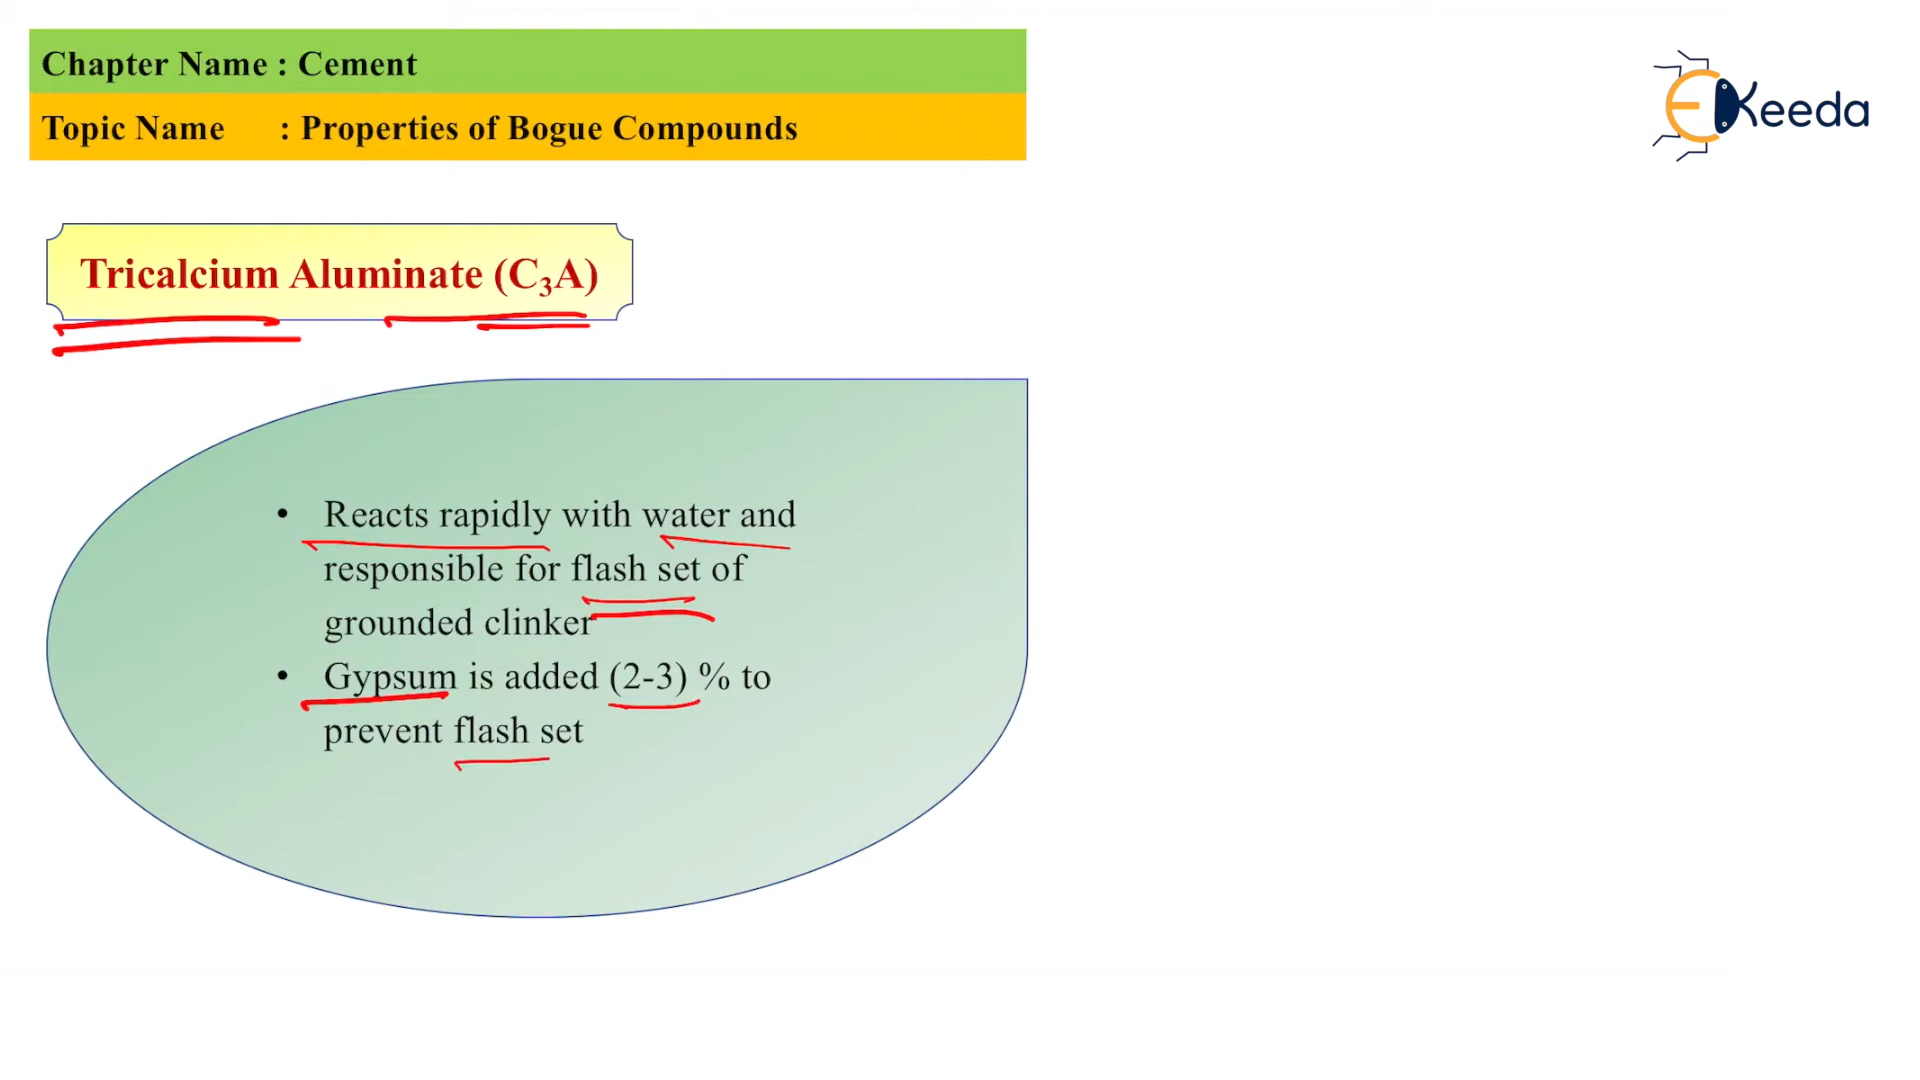 Chapter Name : Cement
Topic Name : Properties of Bogue Compounds
EKeeda
Tricalcium Aluminate (C₃A)
• Reacts rapidly with water and
responsible for flash set of
grounded clinker
• Gypsum is added (2-3) % to
prevent flash set